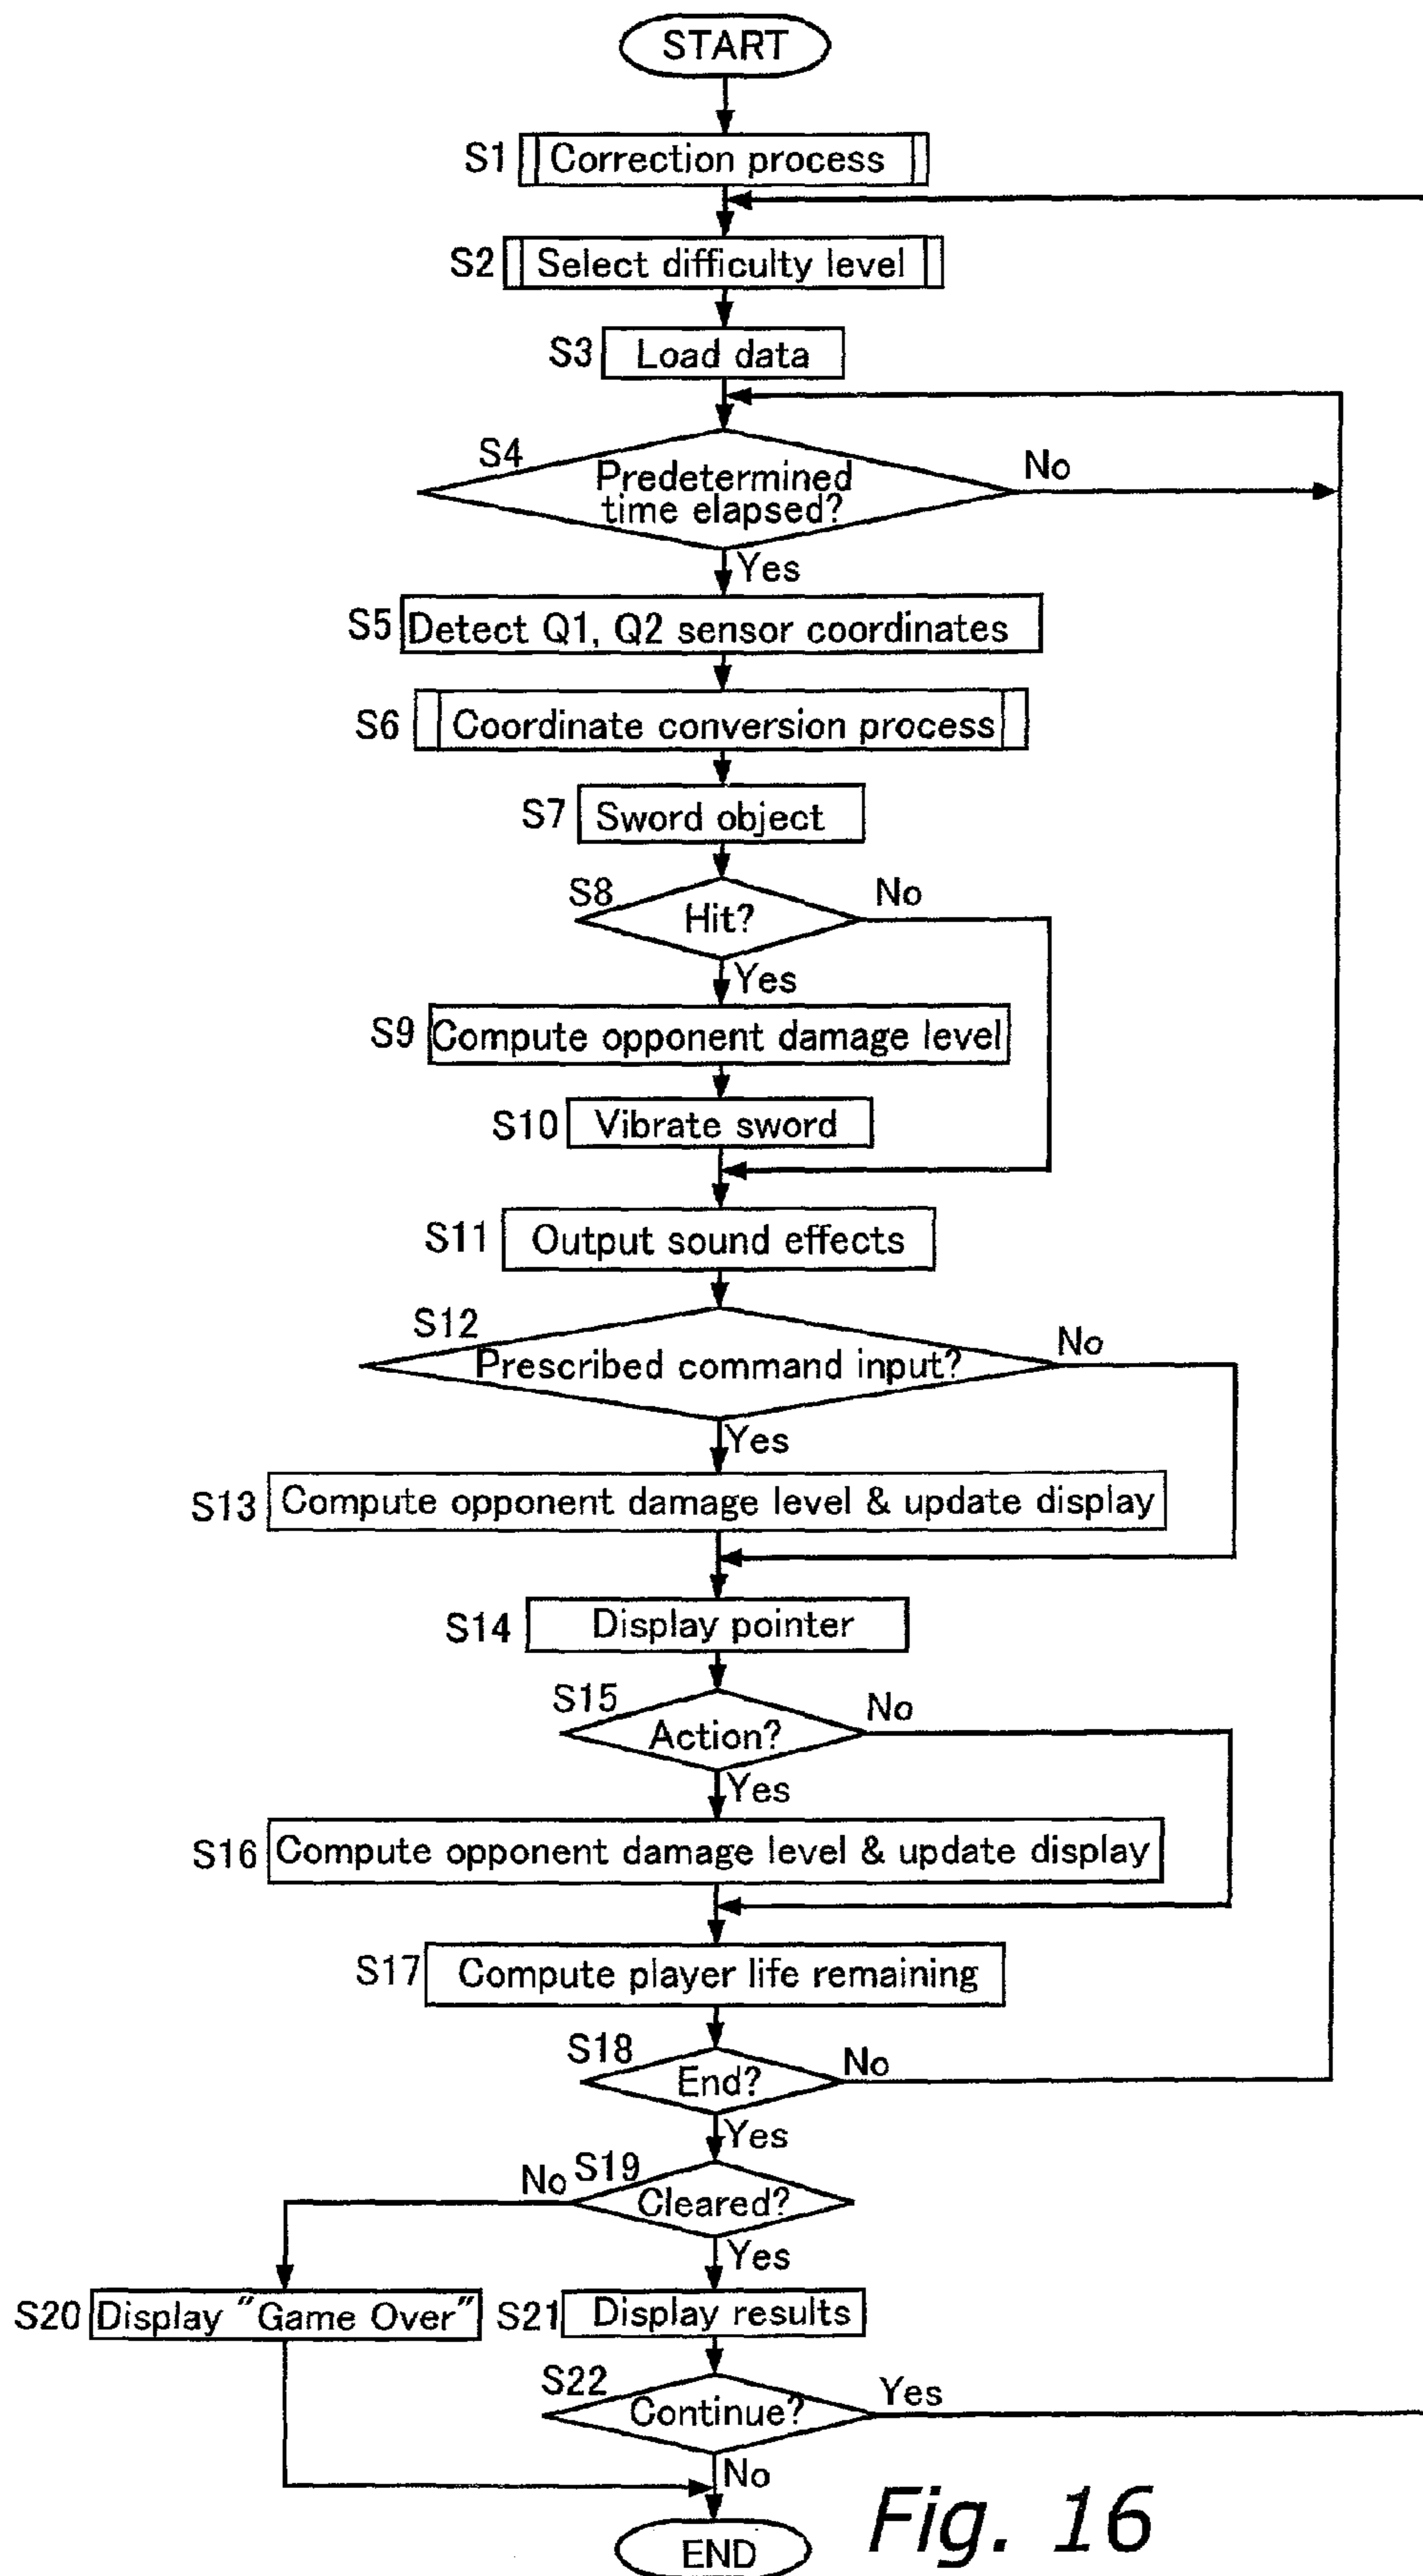 START
S1 Correction process
S2 Select difficulty level
S3 Load data
S4 Predetermined
time elapsed?
No
Yes
S5 Detect Q1, Q2 sensor coordinates
S6 Coordinate conversion process
S7 Sword object
S8 Hit? No
Yes
S9 Compute opponent damage level
S10 Vibrate sword
S11 Output sound effects
S12 Prescribed command input? No
Yes
S13 Compute opponent damage level & update display
S14 Display pointer
S15 Action? No
Yes
S16 Compute opponent damage level & update display
S17 Compute player life remaining
S18 End? No
Yes
No S19 Cleared?
Yes
S20 Display "Game Over" S21 Display results
S22 Continue? Yes
No
END
Fig. 16